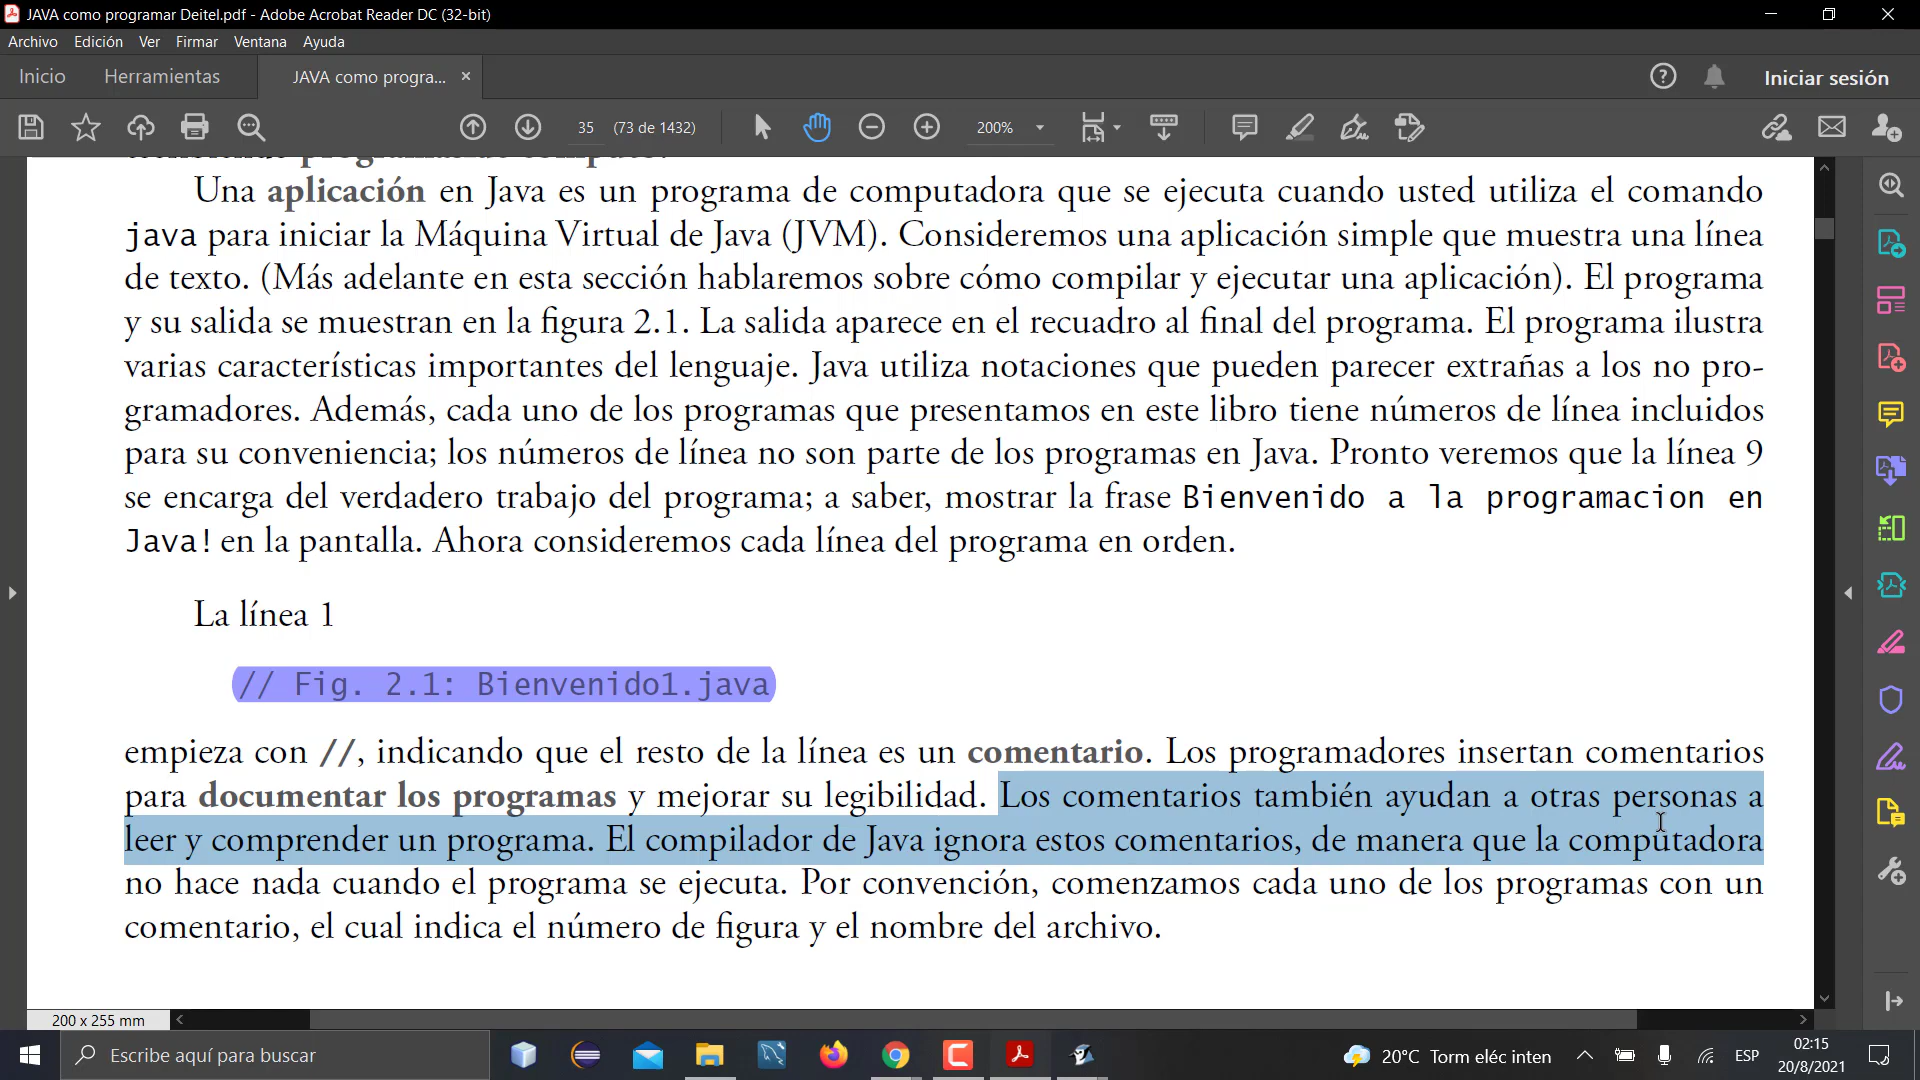 JAVA como programar Deitel.pdf - Adobe Acrobat Reader DC (32-bit)
Archivo Edición Ver Firmar Ventana Ayuda
Inicio Herramientas JAVA como progra... × Iniciar sesión
35 (73 de 1432) 200%
programas de cómputo.
Una aplicación en Java es un programa de computadora que se ejecuta cuando usted utiliza el comando
java para iniciar la Máquina Virtual de Java (JVM). Consideremos una aplicación simple que muestra una línea
de texto. (Más adelante en esta sección hablaremos sobre cómo compilar y ejecutar una aplicación). El programa
y su salida se muestran en la figura 2.1. La salida aparece en el recuadro al final del programa. El programa ilustra
varias características importantes del lenguaje. Java utiliza notaciones que pueden parecer extrañas a los no pro-
gramadores. Además, cada uno de los programas que presentamos en este libro tiene números de línea incluidos
para su conveniencia; los números de línea no son parte de los programas en Java. Pronto veremos que la línea 9
se encarga del verdadero trabajo del programa; a saber, mostrar la frase Bienvenido a la programacion en
Java! en la pantalla. Ahora consideremos cada línea del programa en orden.
La línea 1
// Fig. 2.1: Bienvenido1.java
empieza con //, indicando que el resto de la línea es un comentario. Los programadores insertan comentarios
para documentar los programas y mejorar su legibilidad. Los comentarios también ayudan a otras personas a
leer y comprender un programa. El compilador de Java ignora estos comentarios, de manera que la computadora
no hace nada cuando el programa se ejecuta. Por convención, comenzamos cada uno de los programas con un
comentario, el cual indica el número de figura y el nombre del archivo.
200 x 255 mm
Escribe aquí para buscar
20°C Torm eléc inten
ESP
02:15
20/8/2021